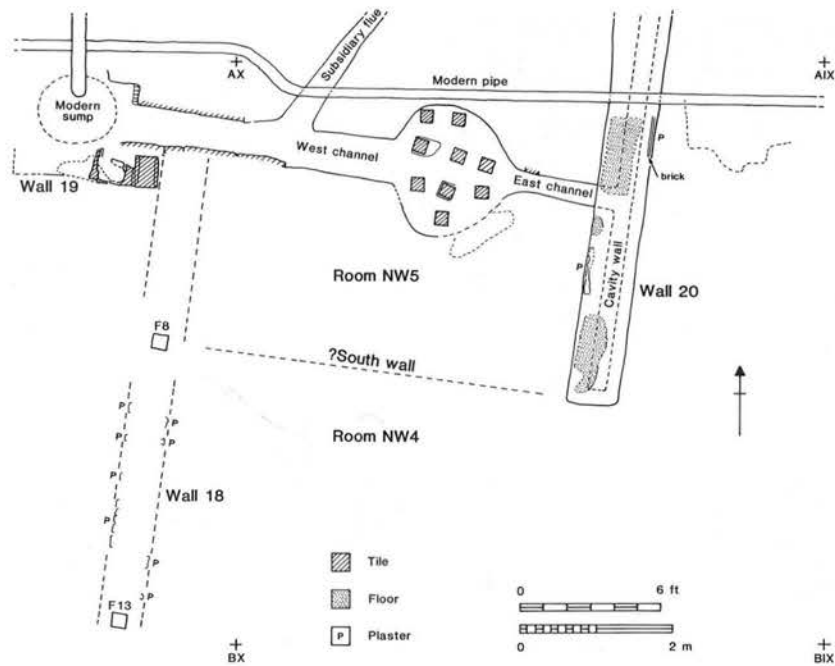 AX
Subsidiary flue
Modern pipe
AIX
Modern
sump
West channel
P
brick
East channel
Wall 19
Room NW5
P
Cavity wall
Wall 20
F8
?South wall
P
P
P
P
Room NW4
P
Wall 18
P
P
P
F13
Tile
Floor
P Plaster
0 6 ft
0 2 m
BX
BIX